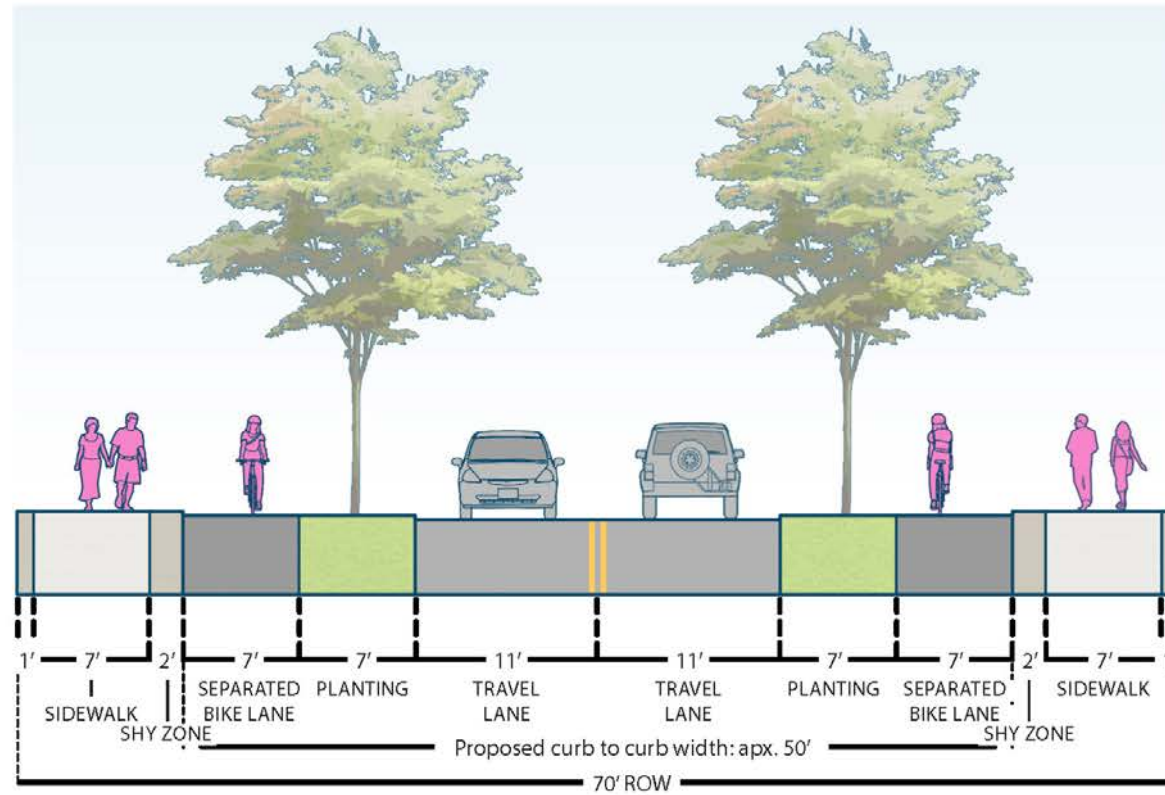 1' 7' 2' 7' 7' 11' 11' 7' 7' 2' 7'
SIDEWALK
SHY ZONE
SEPARATED
BIKE LANE
PLANTING
TRAVEL
LANE
TRAVEL
LANE
PLANTING
SEPARATED
BIKE LANE
SHY ZONE
SIDEWALK
Proposed curb to curb width: apx. 50'
70' ROW